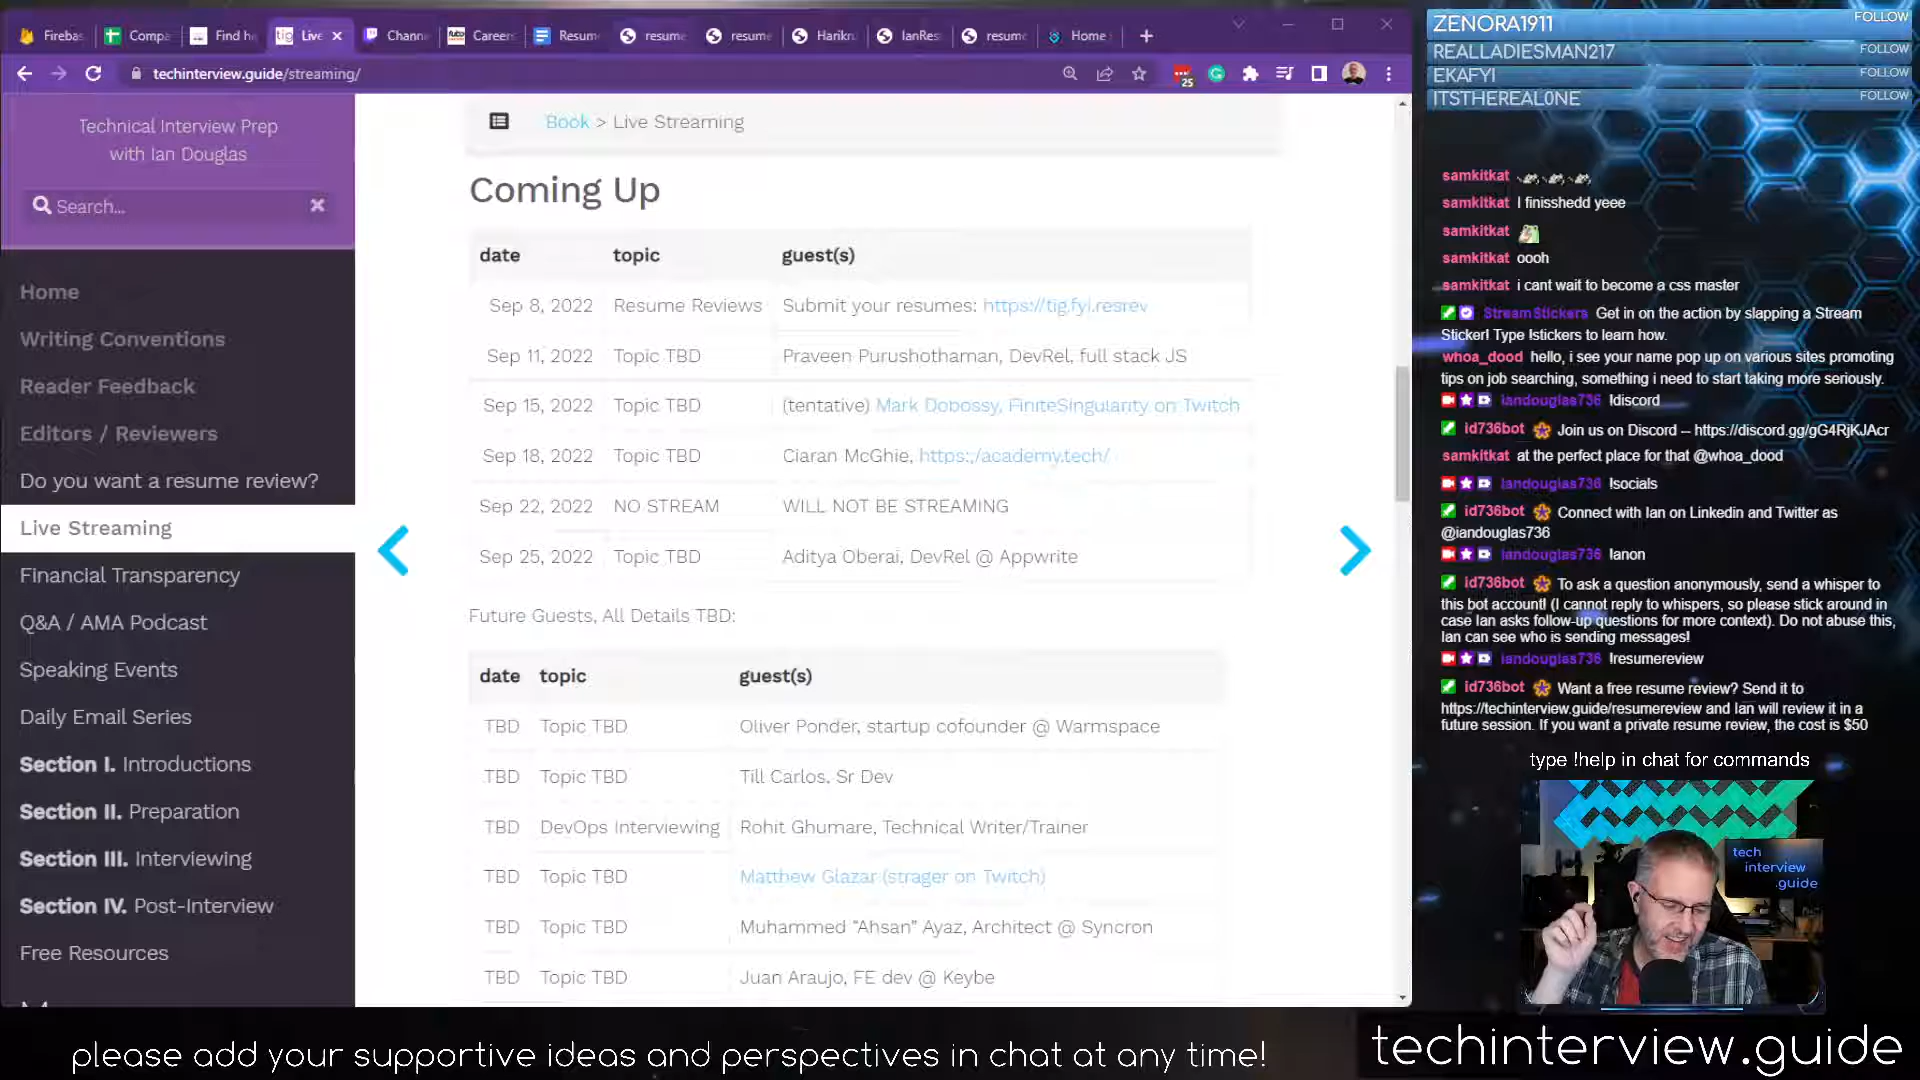 Firebas
Compa
Find h
Live
Chann
Careers
Resum
resume
resume
Harikru
IanRes
resume
Home
techinterview.guide/streaming/
25
Technical Interview Prep
with Ian Douglas
Search...
Home
Writing Conventions
Reader Feedback
Editors / Reviewers
Do you want a resume review?
Live Streaming
Financial Transparency
Q&A / AMA Podcast
Speaking Events
Daily Email Series
Section I. Introductions
Section II. Preparation
Section III. Interviewing
Section IV. Post-Interview
Free Resources
Book > Live Streaming
Coming Up
date topic guest(s)
Sep 8, 2022 Resume Reviews Submit your resumes: https://tig.fyi.resrev
Sep 11, 2022 Topic TBD Praveen Purushothaman, DevRel, full stack JS
Sep 15, 2022 Topic TBD (tentative) Mark Dobossy, FiniteSingularity on Twitch
Sep 18, 2022 Topic TBD Ciaran McGhie, https:;/academy.tech/
Sep 22, 2022 NO STREAM WILL NOT BE STREAMING
Sep 25, 2022 Topic TBD Aditya Oberai, DevRel @ Appwrite
Future Guests, All Details TBD:
date topic guest(s)
TBD Topic TBD Oliver Ponder, startup cofounder @ Warmspace
TBD Topic TBD Till Carlos, Sr Dev
TBD DevOps Interviewing Rohit Ghumare, Technical Writer/Trainer
TBD Topic TBD Matthew Glazar (strager on Twitch)
TBD Topic TBD Muhammed "Ahsan" Ayaz, Architect @ Syncron
TBD Topic TBD Juan Araujo, FE dev @ Keybe
ZENORA1911 FOLLOW
REALLADIESMAN217 FOLLOW
EKAFYI FOLLOW
ITSTHEREAL0NE FOLLOW
samkitkat
samkitkat I finisshedd yeee
samkitkat
samkitkat oooh
samkitkat i cant wait to become a css master
StreamStickers Get in on the action by slapping a Stream
Sticker! Type !stickers to learn how.
whoa_dood hello, i see your name pop up on various sites promoting
tips on job searching, something i need to start taking more seriously.
iandouglas736 !discord
id736bot Join us on Discord -- https://discord.gg/gG4RjKJAcr
samkitkat at the perfect place for that @whoa_dood
iandouglas736 !socials
id736bot Connect with Ian on Linkedin and Twitter as
@iandouglas736
iandouglas736 !anon
id736bot To ask a question anonymously, send a whisper to
this bot account! (I cannot reply to whispers, so please stick around in
case Ian asks follow-up questions for more context). Do not abuse this,
Ian can see who is sending messages!
iandouglas736 !resumereview
id736bot Want a free resume review? Send it to
https://techinterview.guide/resumereview and Ian will review it in a
future session. If you want a private resume review, the cost is $50
type !help in chat for commands
tech
interview
.guide
please add your supportive ideas and perspectives in chat at any time!
techinterview.guide